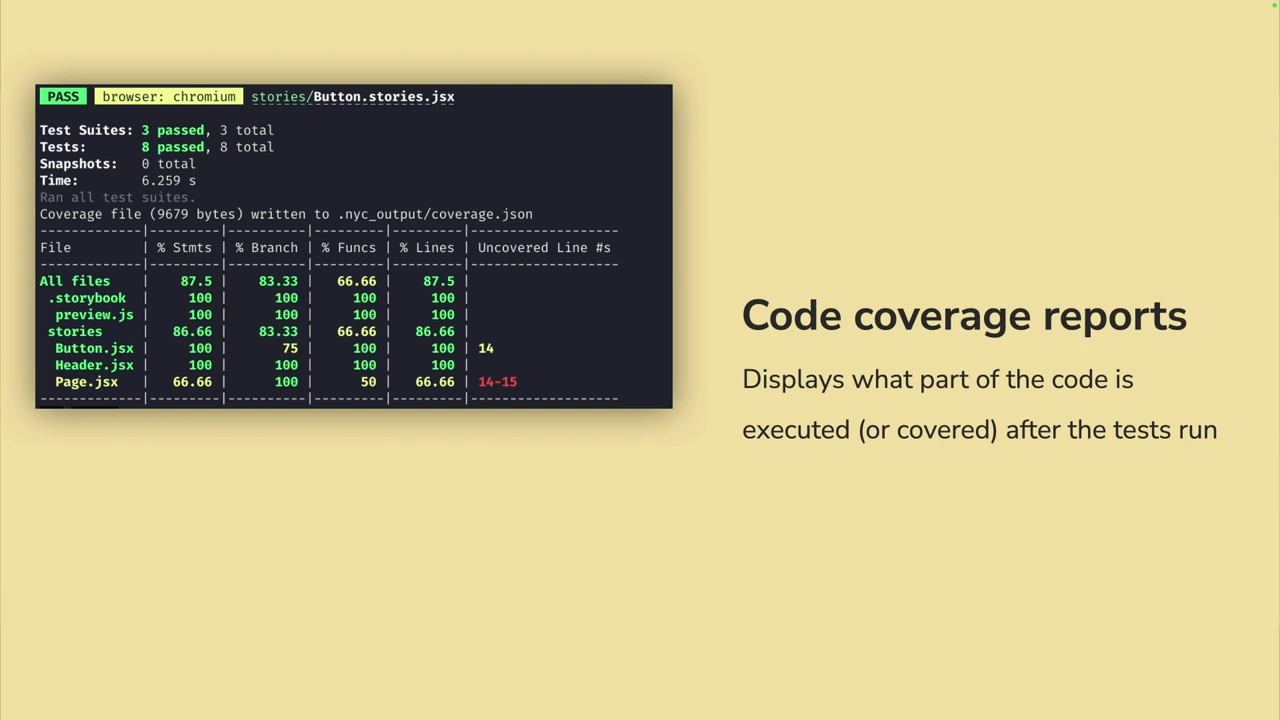 PASS browser: chromium stories/Button.stories.jsx
Test Suites: 3 passed, 3 total
Tests: 8 passed, 8 total
Snapshots: 0 total
Time: 6.259 s
Ran all test suites.
Coverage file (9679 bytes) written to .nyc_output/coverage.json
-------------|---------|----------|---------|---------|-------------------
File | % Stmts | % Branch | % Funcs | % Lines | Uncovered Line #s
-------------|---------|----------|---------|---------|-------------------
All files | 87.5 | 83.33 | 66.66 | 87.5 |
.storybook | 100 | 100 | 100 | 100 |
preview.js | 100 | 100 | 100 | 100 |
stories | 86.66 | 83.33 | 66.66 | 86.66 |
Button.jsx | 100 | 75 | 100 | 100 | 14
Header.jsx | 100 | 100 | 100 | 100 |
Page.jsx | 66.66 | 100 | 50 | 66.66 | 14-15
-------------|---------|----------|---------|---------|-------------------
Code coverage reports
Displays what part of the code is
executed (or covered) after the tests run